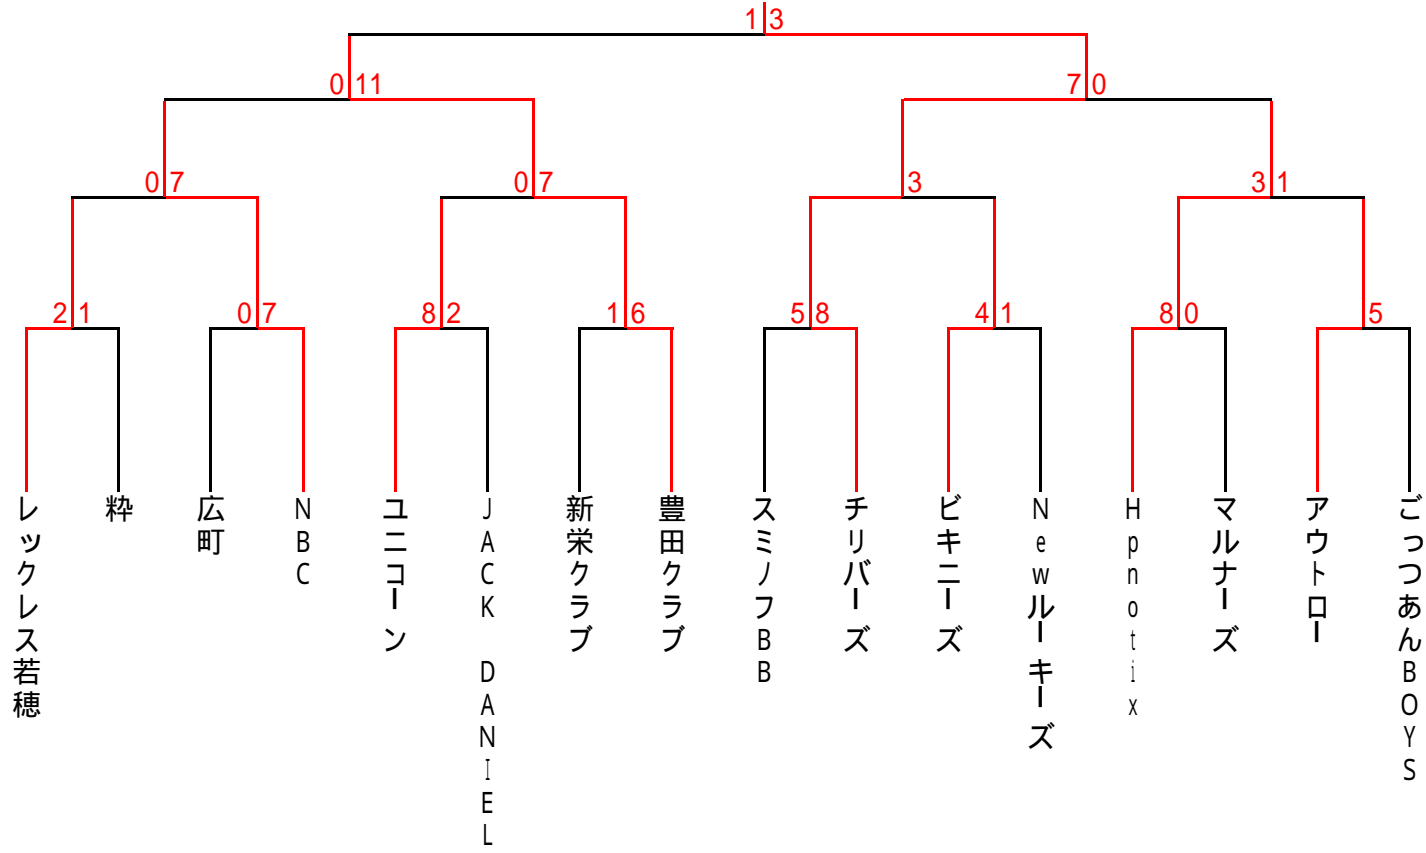 1 3
0 11
7 0
0 7
0 7
3
3 1
2 1
0 7
8 2
1 6
5 8
4 1
8 0
5
レックレス若穂
粋
広町
NBC
ユニコーン
JACK DANIEL
新栄クラブ
豊田クラブ
スミノフBB
チリバーズ
ビキニーズ
Newルーキーズ
Hpnotix
マルナーズ
アウトロー
ごっつあんBOYS